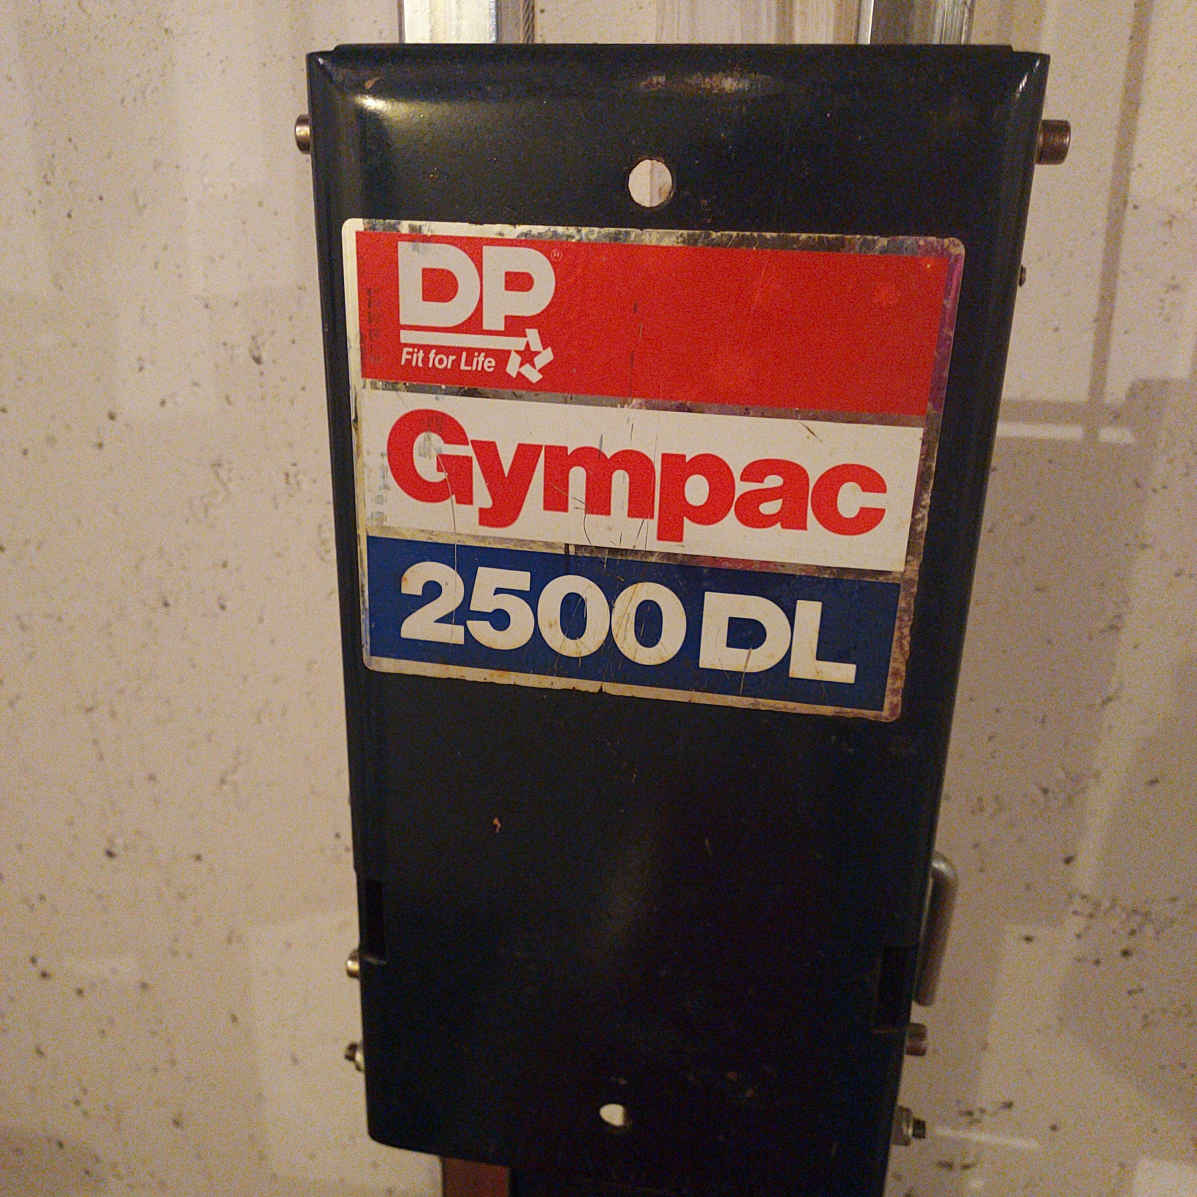 DP®
Fit for Life
Gympac
2500 DL